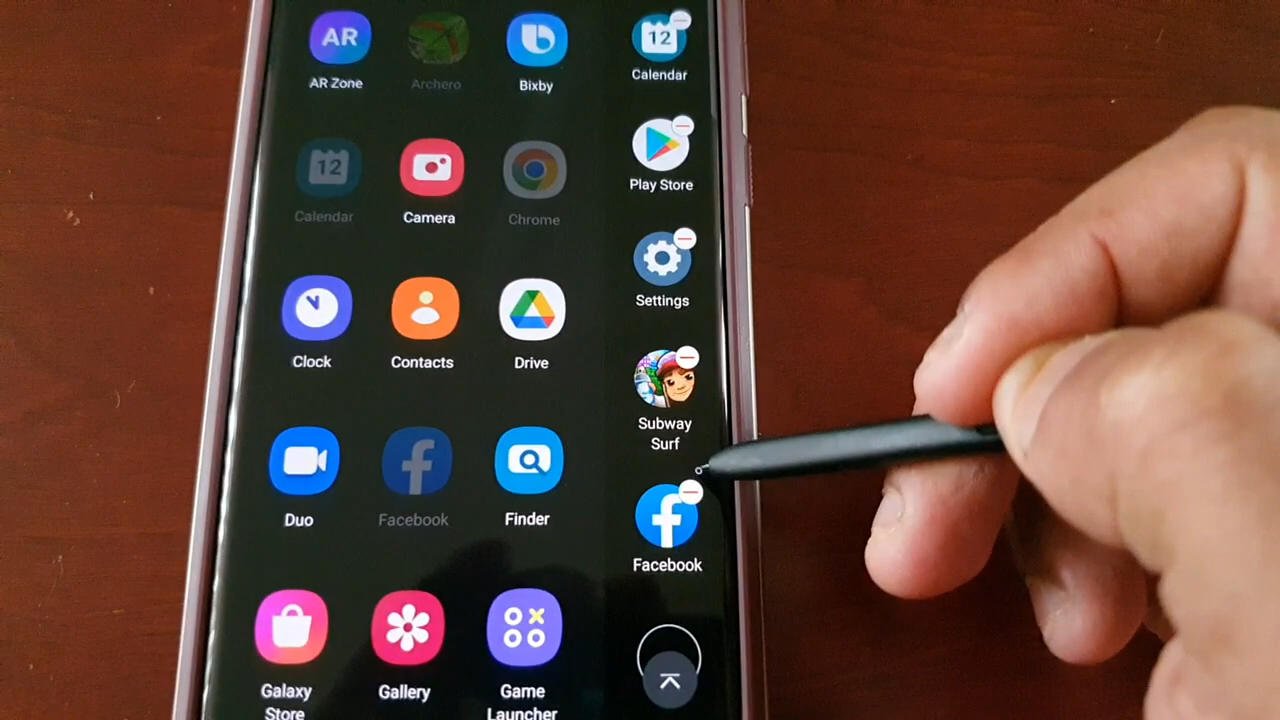 AR
AR Zone
Archero
Bixby
12
Calendar
Play Store
12
Calendar
Camera
Chrome
Settings
Clock
Contacts
Drive
Subway
Surf
Duo
Facebook
Finder
Facebook
Galaxy
Store
Gallery
Game
Launcher